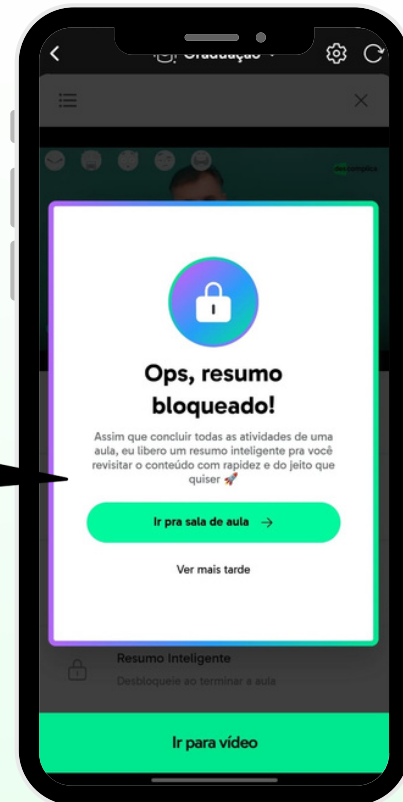 Graduação
descomplica
Ops, resumo
bloqueado!
Assim que concluir todas as atividades de uma
aula, eu libero um resumo inteligente pra você
revisitar o conteúdo com rapidez e do jeito que
quiser 🚀
Ir pra sala de aula →
Ver mais tarde
Resumo Inteligente
Desbloqueie ao terminar a aula
Ir para vídeo